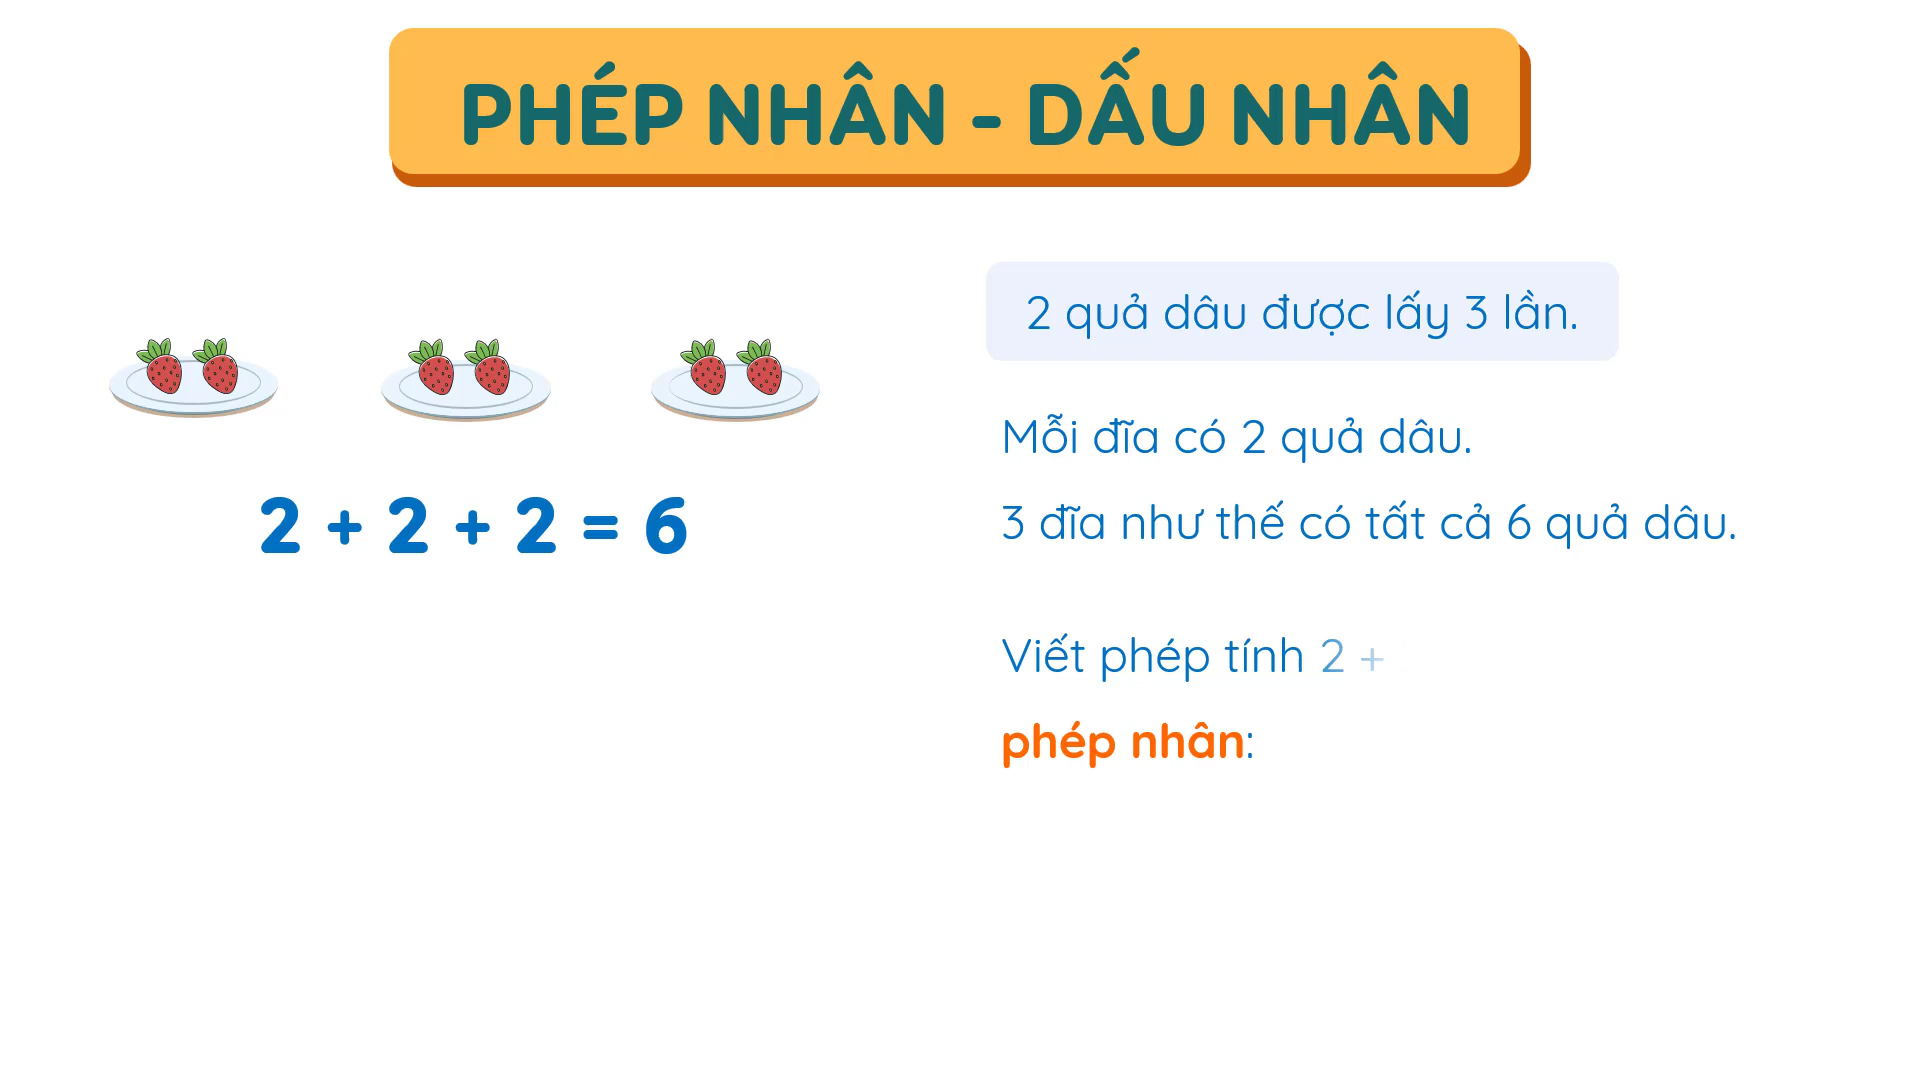 PHÉP NHÂN - DẤU NHÂN
2 + 2 + 2 = 6
2 quả dâu được lấy 3 lần.
Mỗi đĩa có 2 quả dâu.
3 đĩa như thế có tất cả 6 quả dâu.
Viết phép tính 2 +
phép nhân: